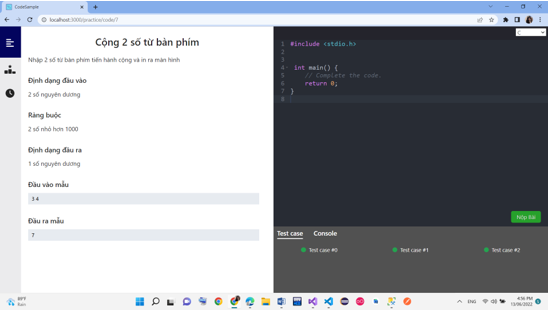 CodeSample
localhost:3000/practice/code/7
Cộng 2 số từ bàn phím
Nhập 2 số từ bàn phím tiến hành cộng và in ra màn hình
Định dạng đầu vào
2 số nguyên dương
Ràng buộc
2 số nhỏ hơn 1000
Định dạng đầu ra
1 số nguyên dương
Đầu vào mẫu
3 4
Đầu ra mẫu
7
C
1 #include <stdio.h>
2
3
4 int main() {
5 // Complete the code.
6 return 0;
7 }
8
Nộp Bài
Test case Console
Test case #0 Test case #1 Test case #2
88°F
Rain
ENG
4:56 PM
13/06/2022